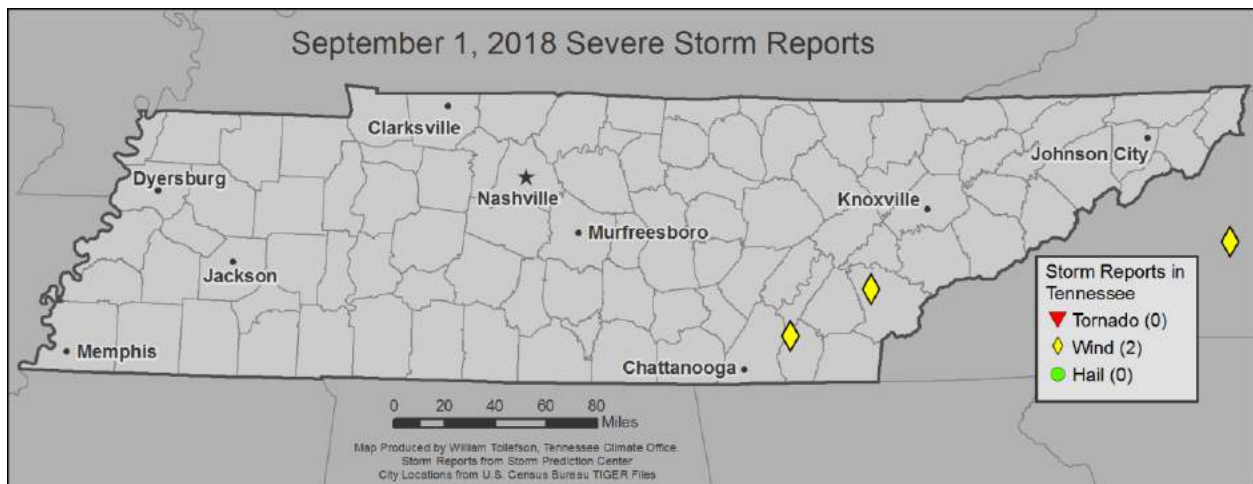 September 1, 2018 Severe Storm Reports
Clarksville
Johnson City
Dyersburg
Nashville
Knoxville
Murfreesboro
Jackson
Storm Reports in
Tennessee
Tornado (0)
Wind (2)
Hail (0)
Memphis
Chattanooga
0 20 40 60 80
Miles
Map Produced by William Tollefson, Tennessee Climate Office.
Storm Reports from Storm Prediction Center
City Locations from U.S. Census Bureau TIGER Files